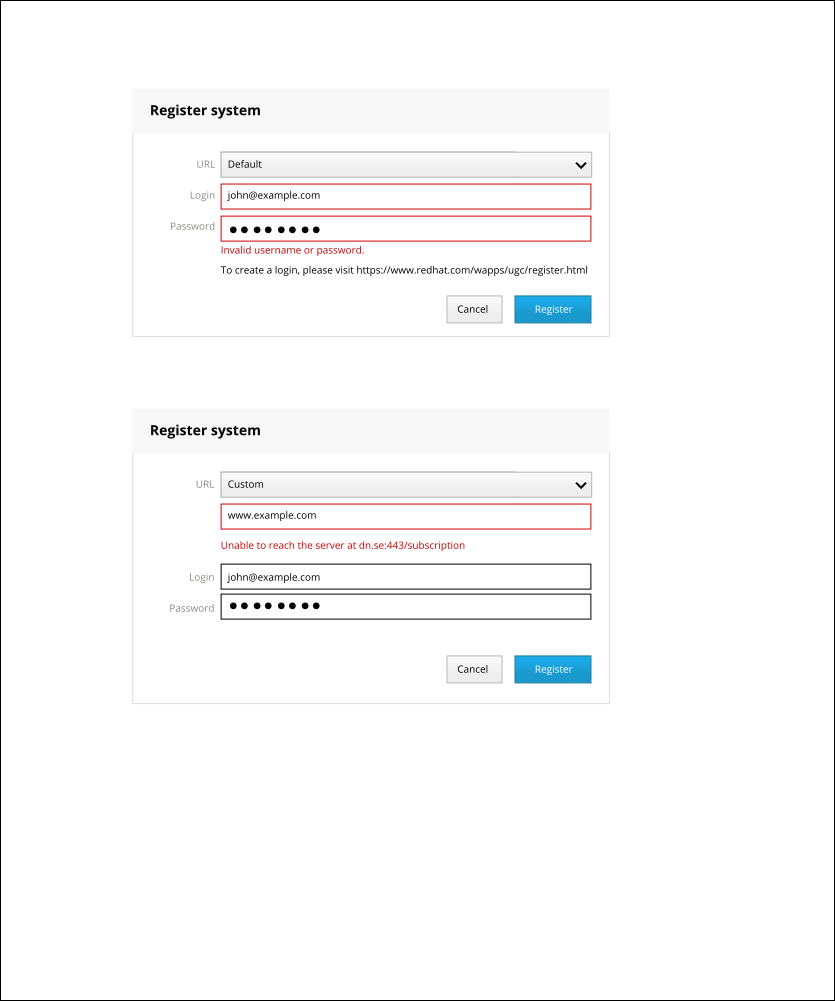 Register system
URL Default
Login john@example.com
Password ●●●●●●●●
Invalid username or password.
To create a login, please visit https://www.redhat.com/wapps/ugc/register.html
Cancel Register
Register system
URL Custom
www.example.com
Unable to reach the server at dn.se:443/subscription
Login john@example.com
Password ●●●●●●●●
Cancel Register